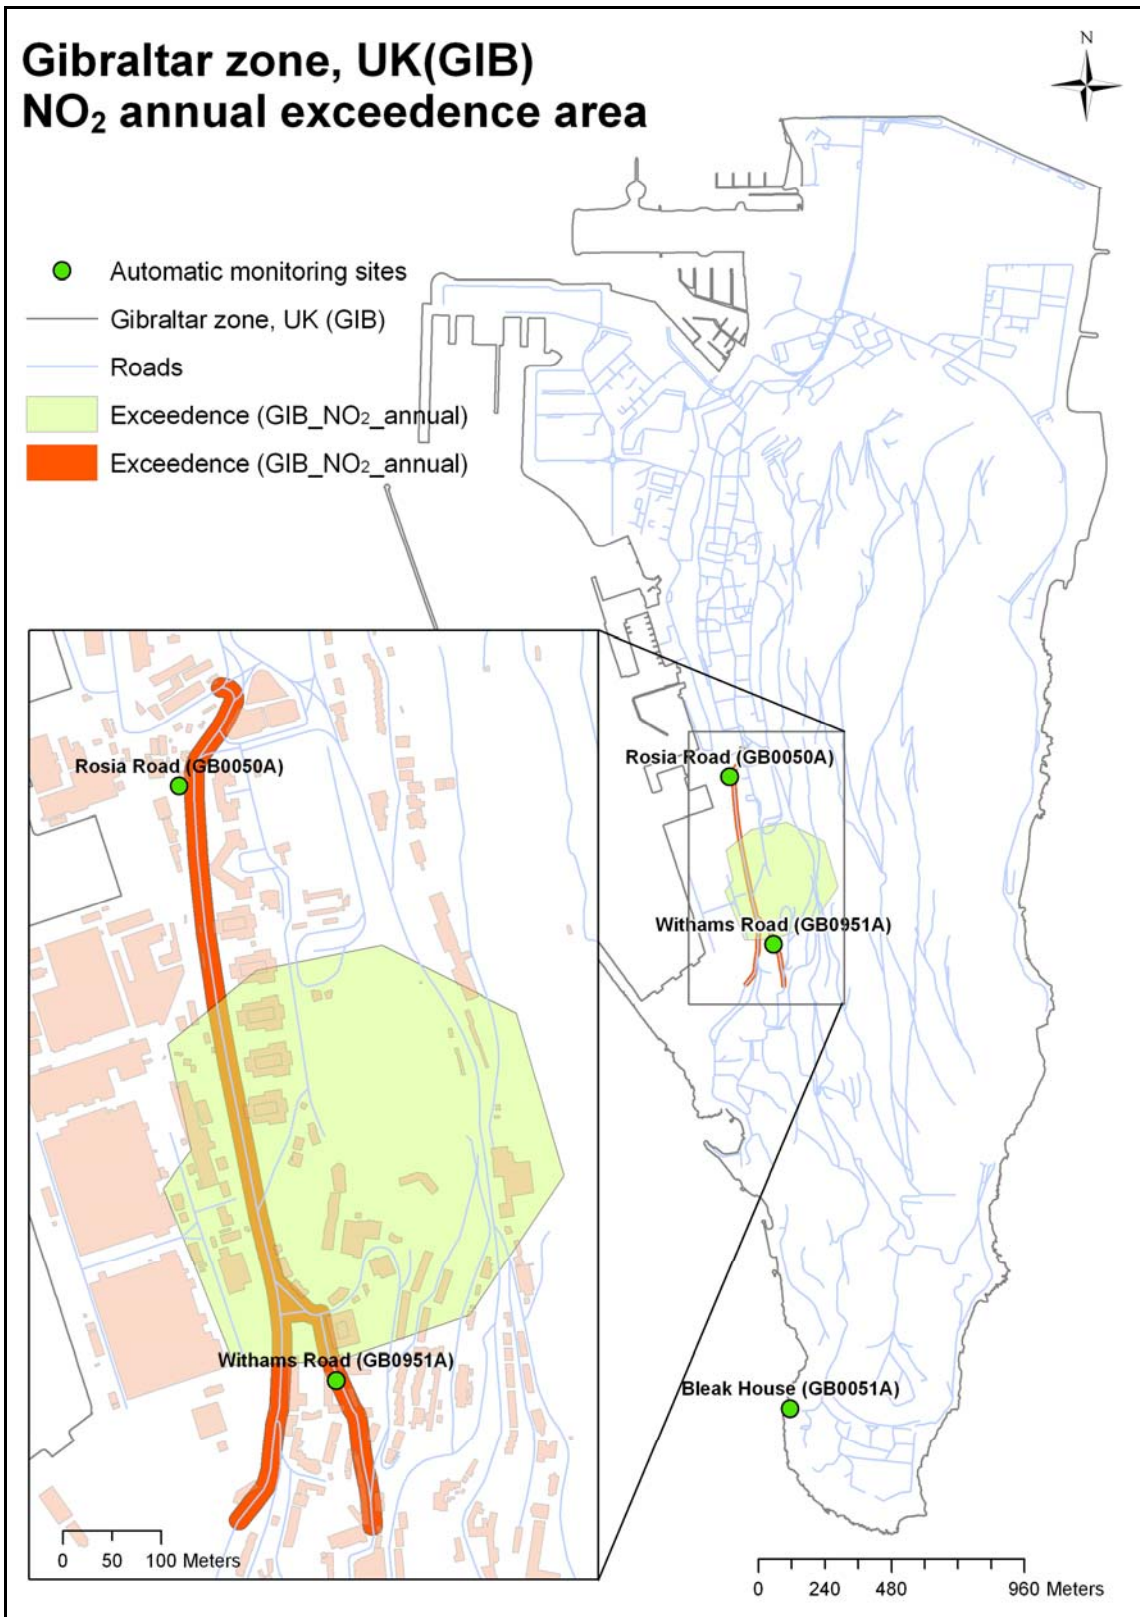 Gibraltar zone, UK(GIB)
NO₂ annual exceedence area
N
Automatic monitoring sites
Gibraltar zone, UK (GIB)
Roads
Exceedence (GIB_NO₂_annual)
Exceedence (GIB_NO₂_annual)
Rosia Road (GB0050A)
Withams Road (GB0951A)
Rosia Road (GB0050A)
Withams Road (GB0951A)
Bleak House (GB0051A)
0 50 100 Meters
0 240 480 960 Meters